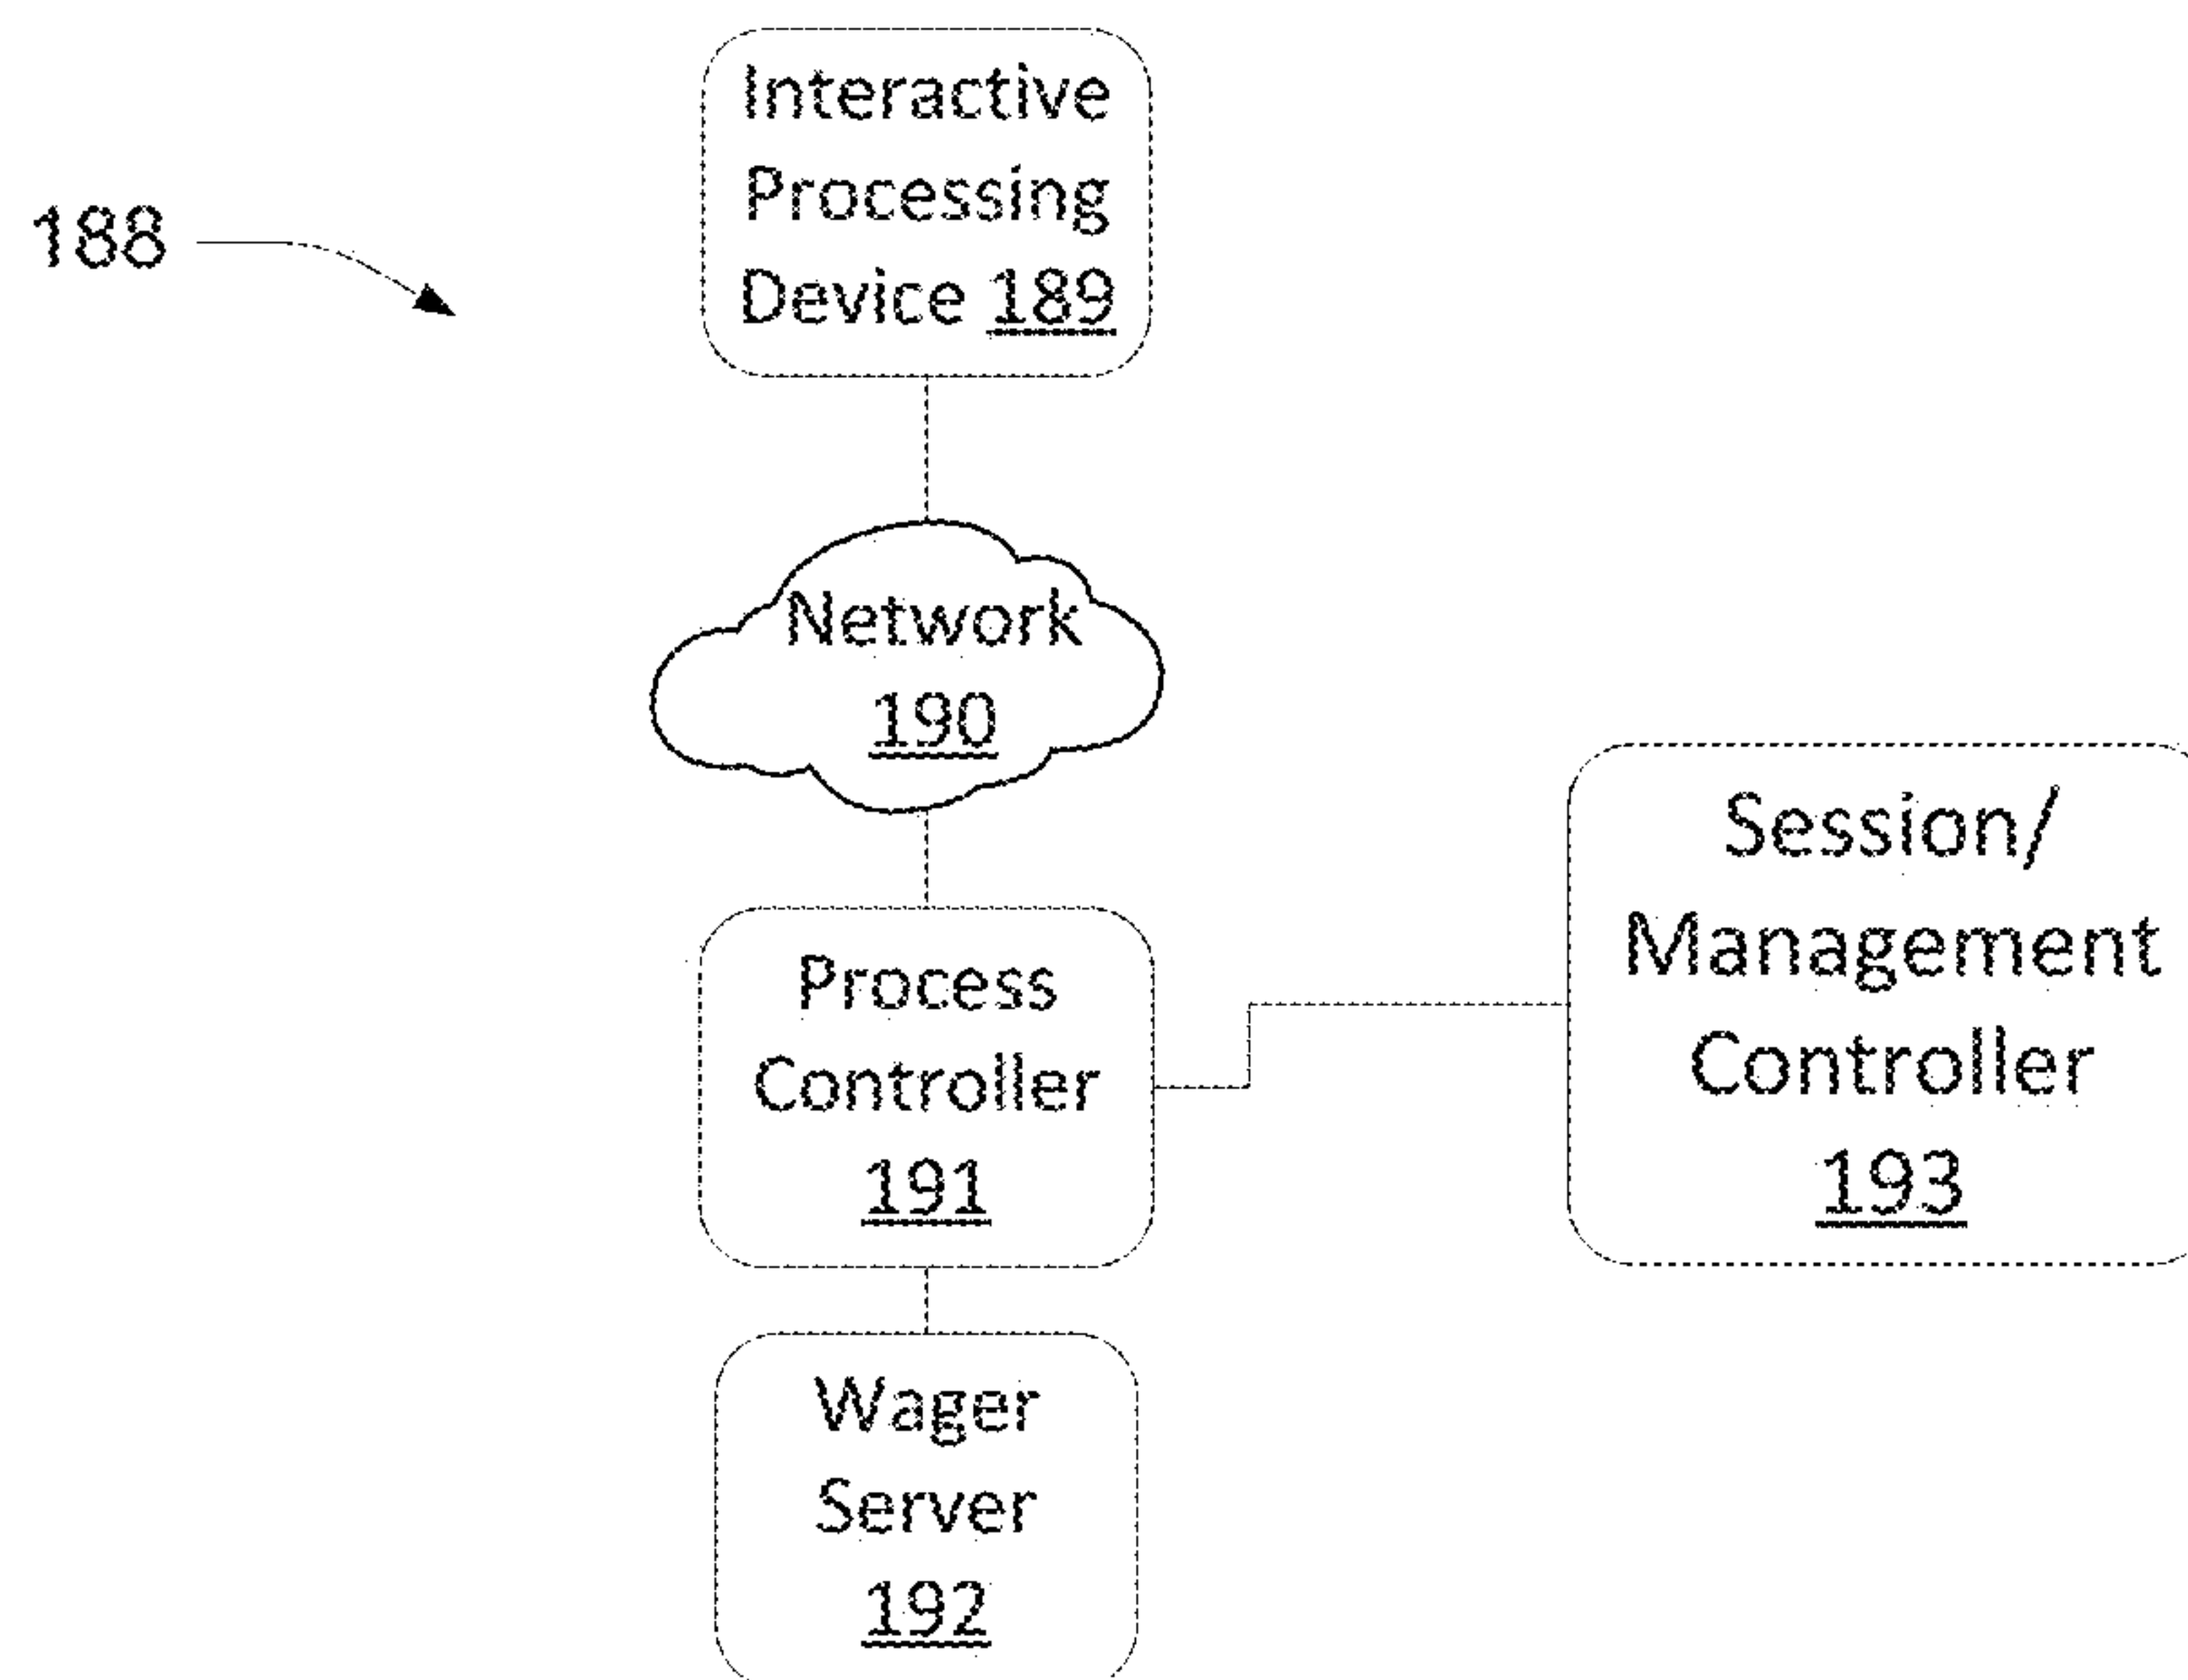 Interactive
Processing
Device 189
188
Network
190
Process
Controller
191
Session/
Management
Controller
193
Wager
Server
192